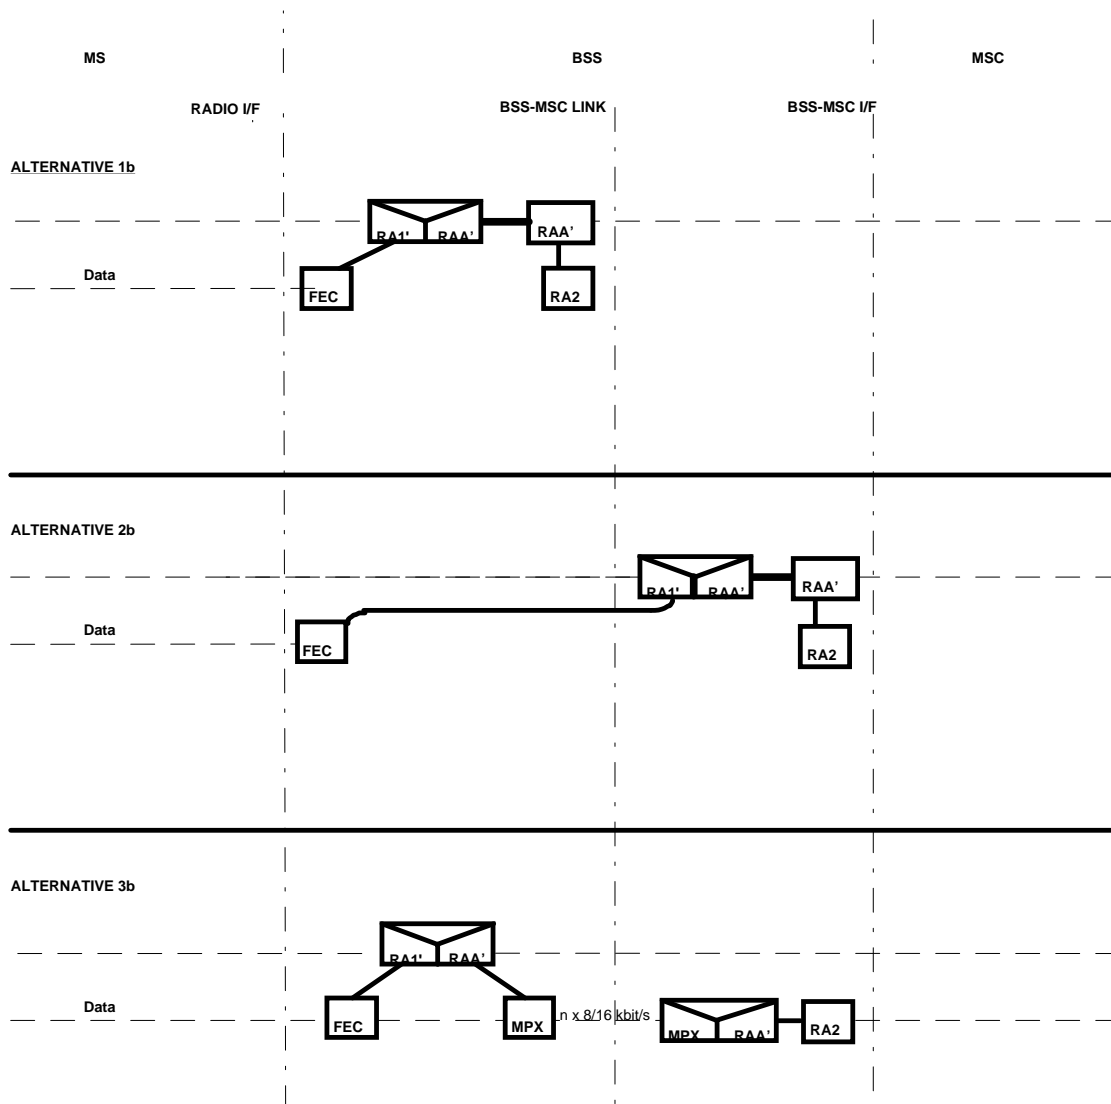 MS BSS MSC
RADIO I/F BSS-MSC LINK BSS-MSC I/F
ALTERNATIVE 1b
RA1' RAA' RAA'
Data
FEC RA2
ALTERNATIVE 2b
RA1' RAA' RAA'
Data
FEC RA2
ALTERNATIVE 3b
RA1' RAA'
Data
FEC MPX n x 8/16 kbit/s MPX RAA' RA2